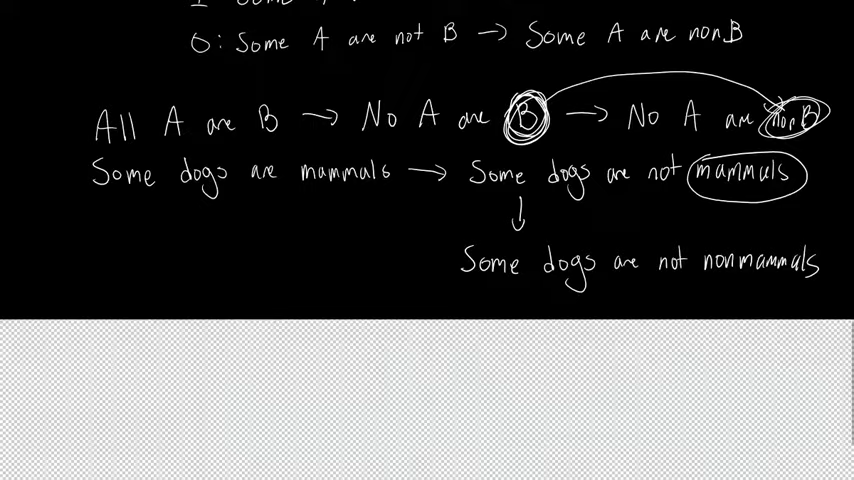 O: Some A are not B → Some A are nonB
All A are B → No A are B → No A are nonB
Some dogs are mammals → Some dogs are not mammals
↓
Some dogs are not nonmammals